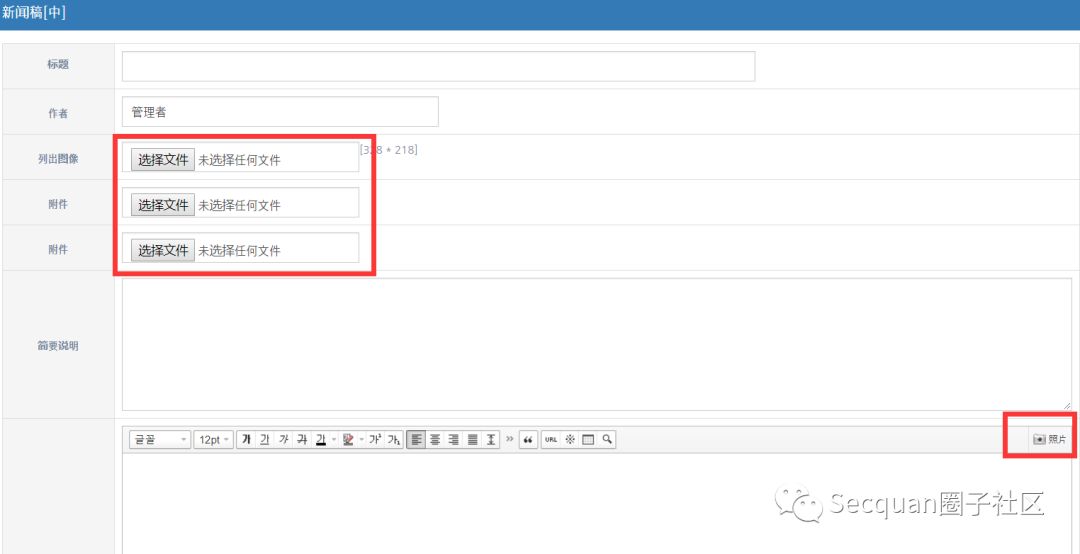 新闻稿[中]
标题
作者 管理者
列出图像 选择文件 未选择任何文件 [328 * 218]
附件 选择文件 未选择任何文件
附件 选择文件 未选择任何文件
简要说明
글꼴 12pt 가 가 가 가 가 가² 가₂ URL 照片
Secquan圈子社区